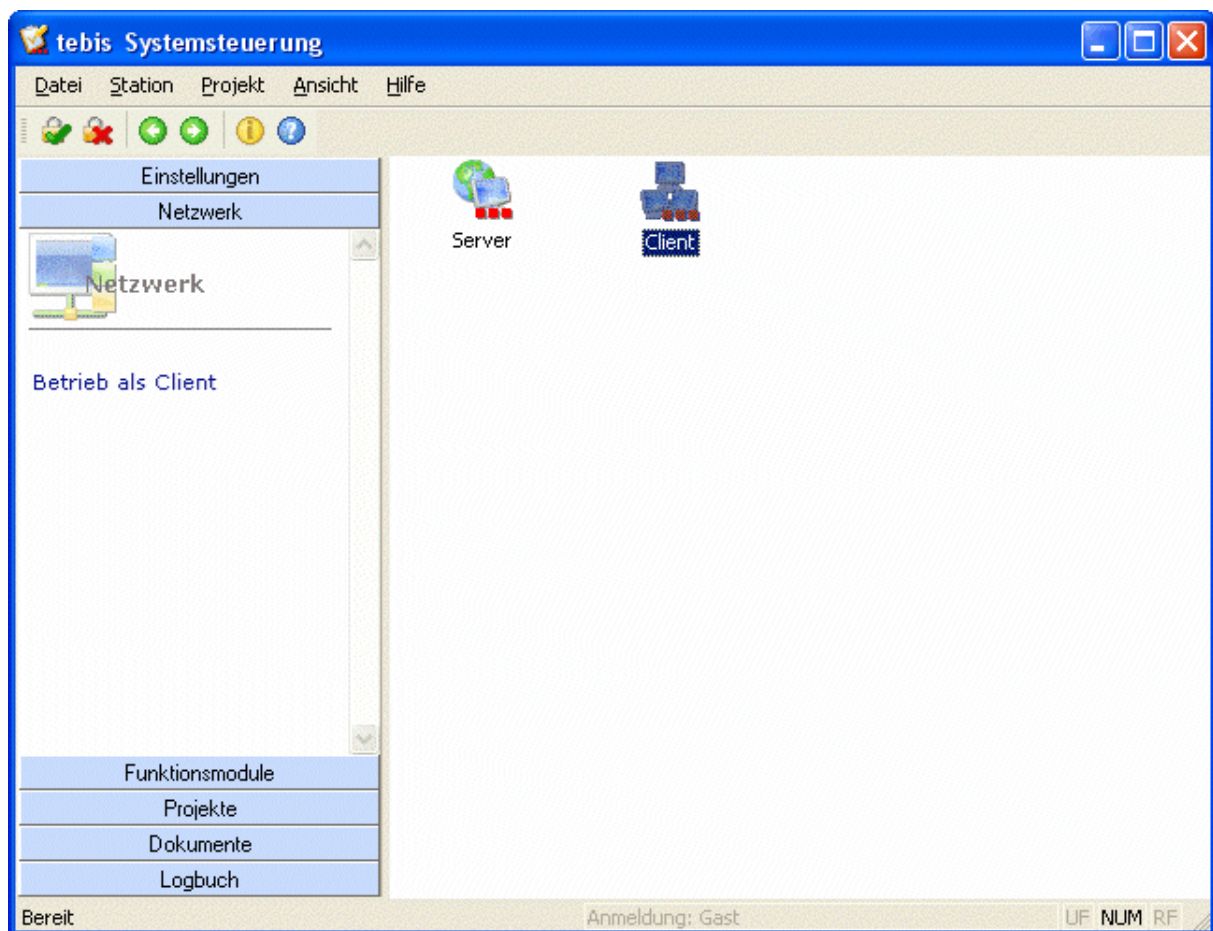 tebis Systemsteuerung
Datei Station Projekt Ansicht Hilfe
Einstellungen
Netzwerk
Netzwerk
Betrieb als Client
Funktionsmodule
Projekte
Dokumente
Logbuch
Server Client
Bereit Anmeldung: Gast UF NUM RF